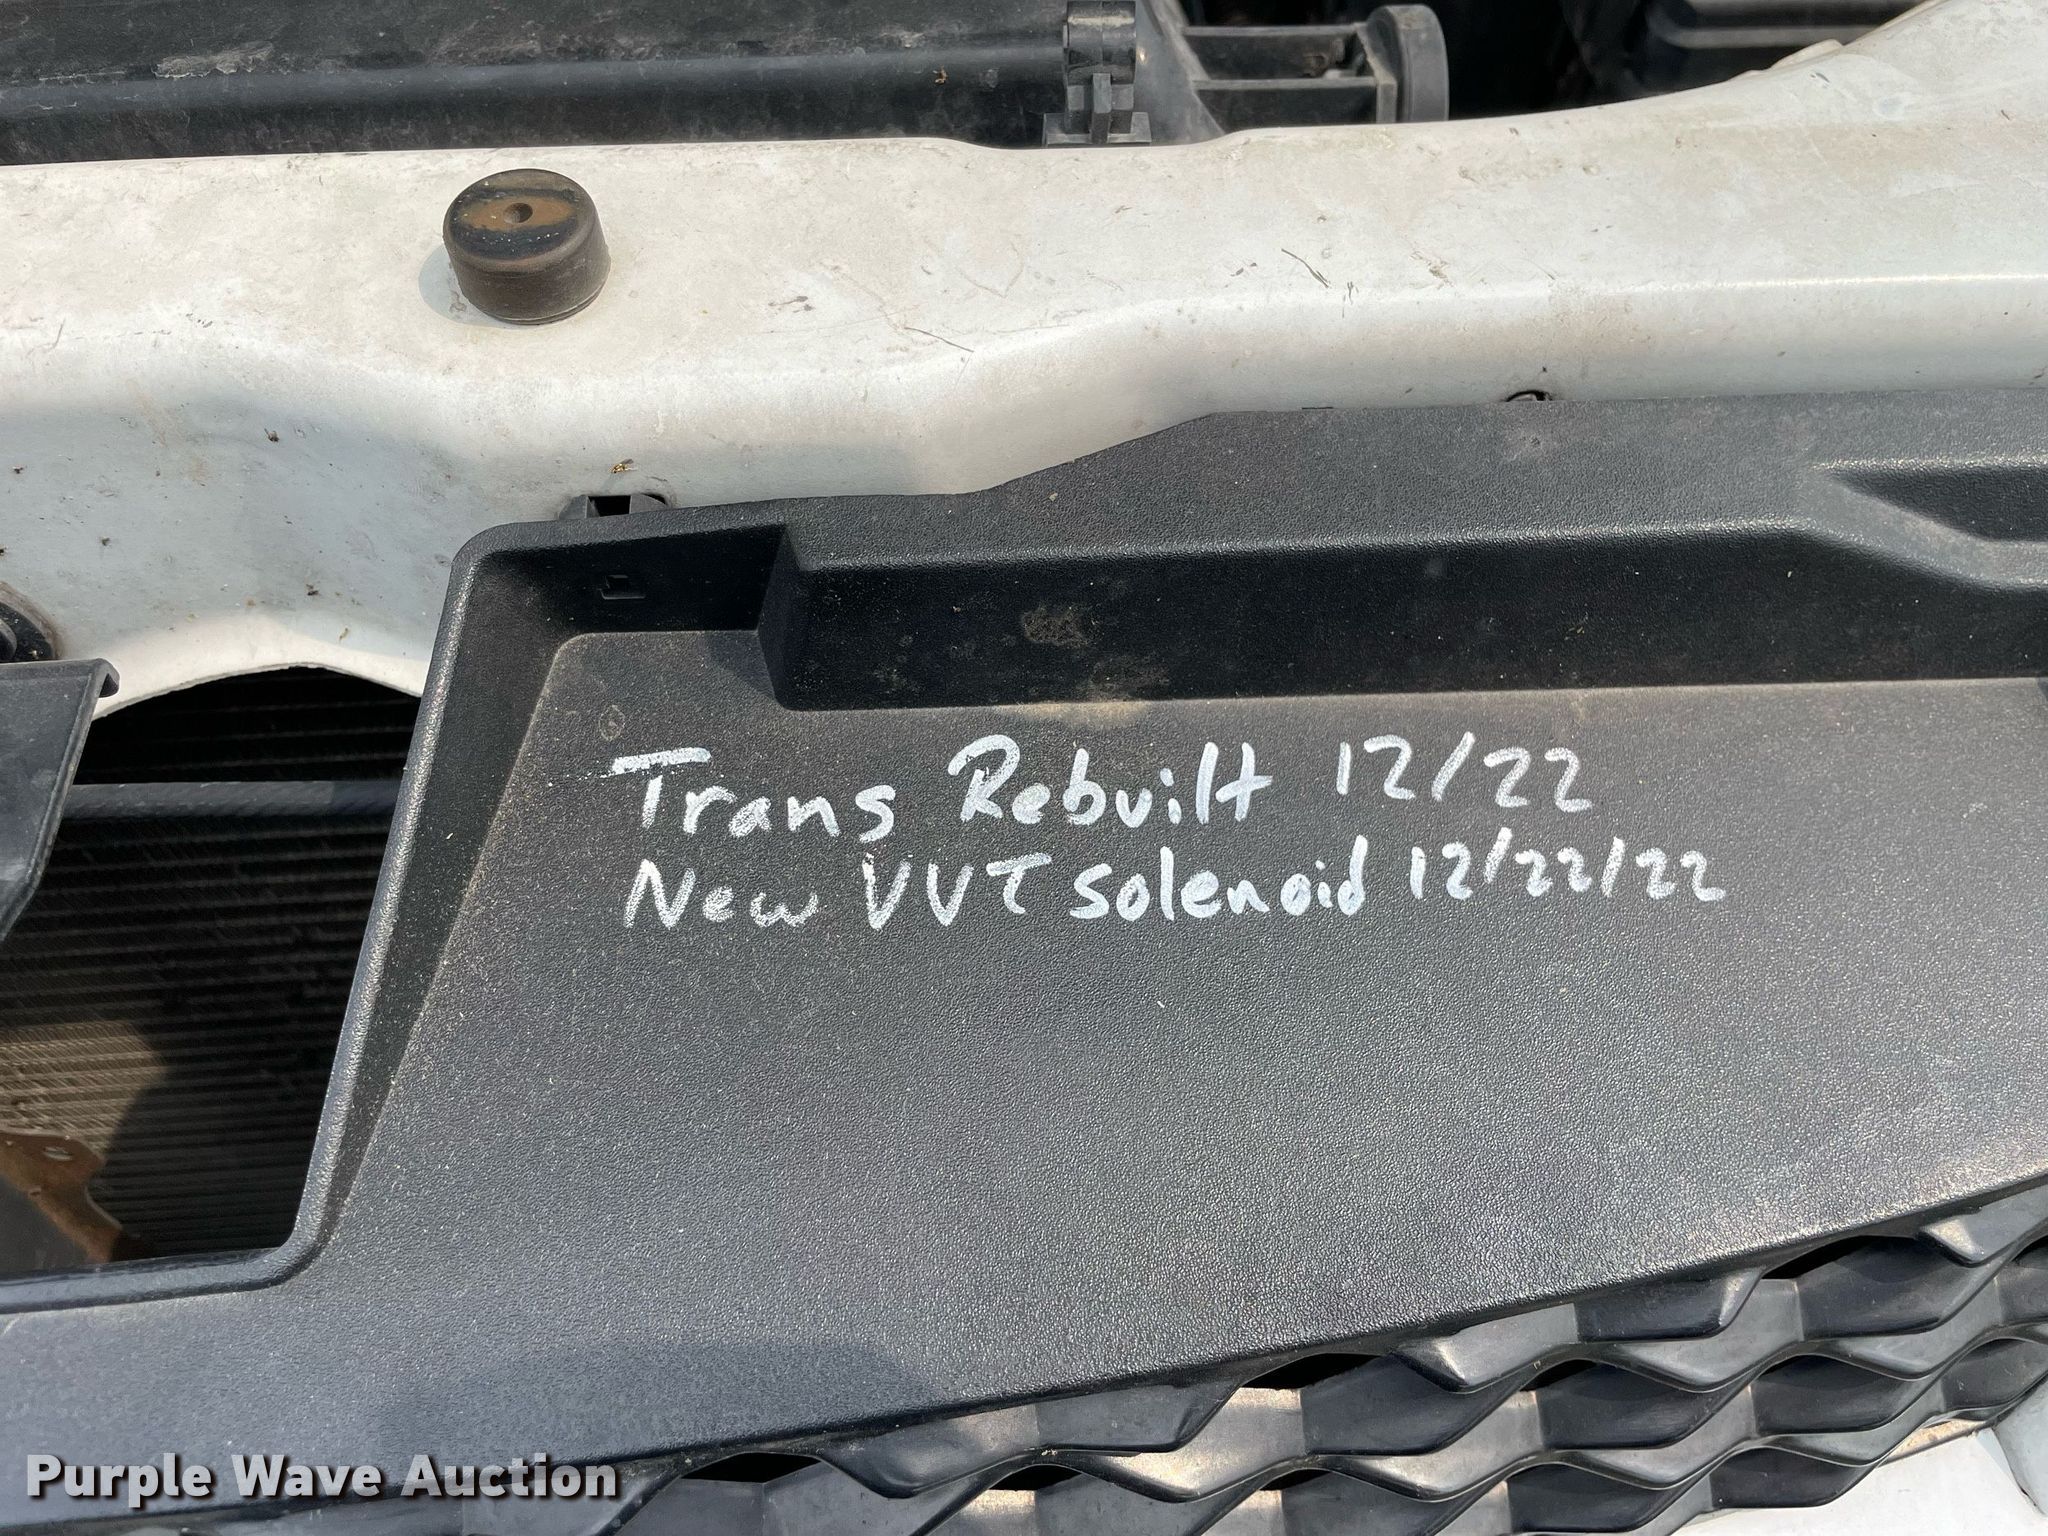 Trans Rebuilt 12/22
New VVT Solenoid 12/22/22
Purple Wave Auction